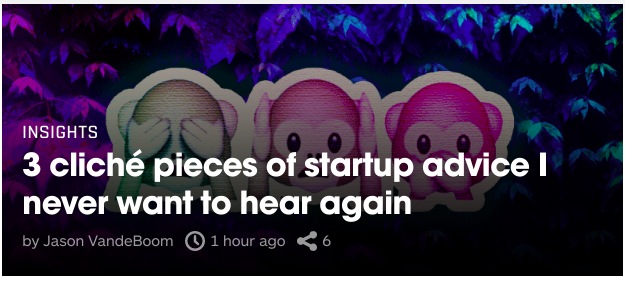 INSIGHTS
3 cliché pieces of startup advice I
never want to hear again
by Jason VandeBoom 1 hour ago 6